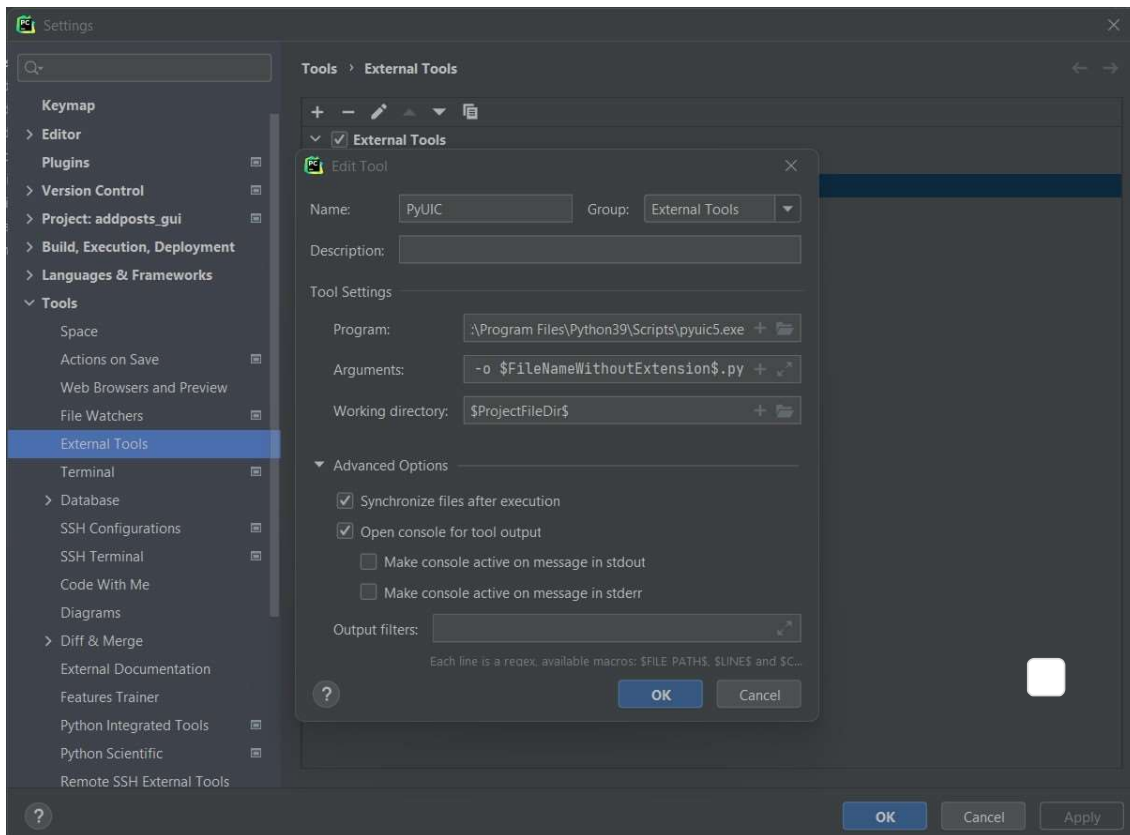 Settings
Tools › External Tools
Keymap
Editor
Plugins
Version Control
Project: addposts_gui
Build, Execution, Deployment
Languages & Frameworks
Tools
Space
Actions on Save
Web Browsers and Preview
File Watchers
External Tools
Terminal
Database
SSH Configurations
SSH Terminal
Code With Me
Diagrams
Diff & Merge
External Documentation
Features Trainer
Python Integrated Tools
Python Scientific
Remote SSH External Tools
External Tools
Edit Tool
Name: PyUIC Group: External Tools
Description:
Tool Settings
Program: :\Program Files\Python39\Scripts\pyuic5.exe
Arguments: -o $FileNameWithoutExtension$.py
Working directory: $ProjectFileDir$
Advanced Options
Synchronize files after execution
Open console for tool output
Make console active on message in stdout
Make console active on message in stderr
Output filters:
Each line is a regex, available macros: $FILE_PATH$, $LINE$ and $C...
? OK Cancel
? OK Cancel Apply